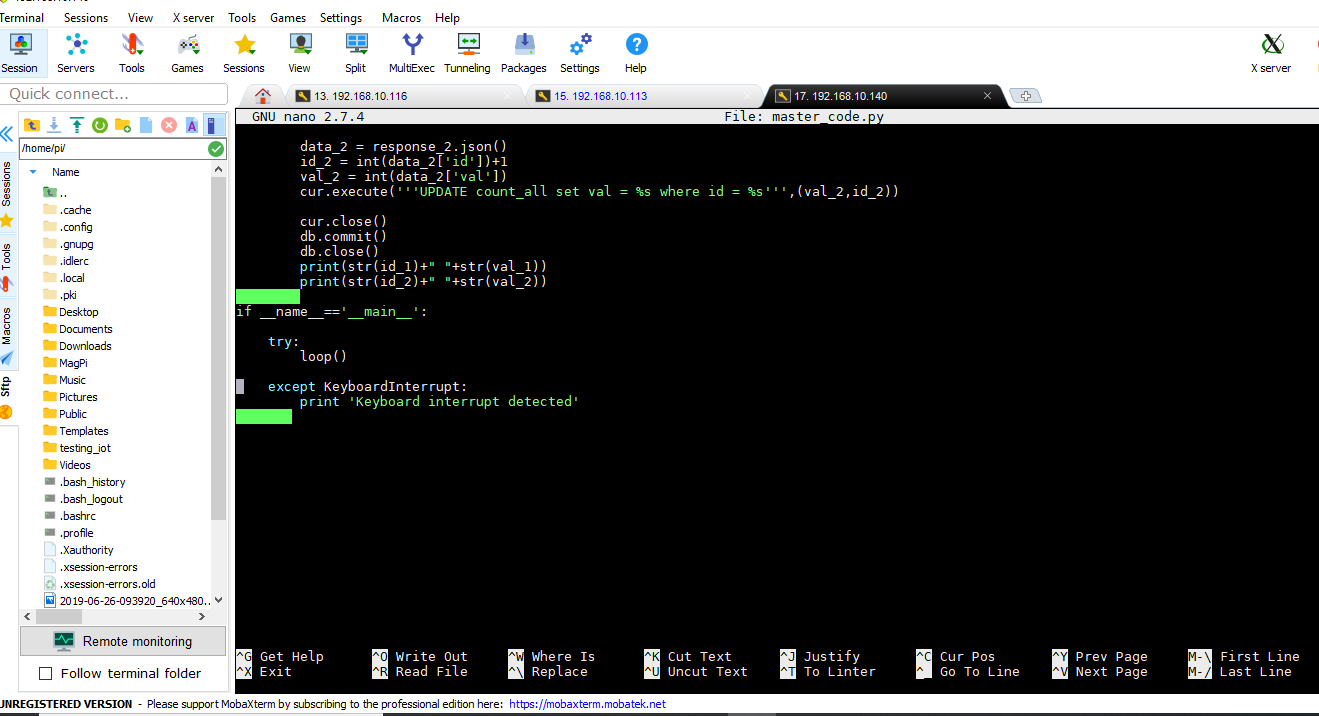 Terminal Sessions View X server Tools Games Settings Macros Help
Session Servers Tools Games Sessions View Split MultiExec Tunneling Packages Settings Help X server
Quick connect...
13. 192.168.10.116
15. 192.168.10.113
17. 192.168.10.140
/home/pi/
Name
..
.cache
.config
.gnupg
.idlerc
.local
.pki
Desktop
Documents
Downloads
MagPi
Music
Pictures
Public
Templates
testing_iot
Videos
.bash_history
.bash_logout
.bashrc
.profile
.Xauthority
.xsession-errors
.xsession-errors.old
2019-06-26-093920_640x480..
Remote monitoring
Follow terminal folder
Sessions
Tools
Macros
Sftp
GNU nano 2.7.4 File: master_code.py
data_2 = response_2.json()
id_2 = int(data_2['id'])+1
val_2 = int(data_2['val'])
cur.execute('''UPDATE count_all set val = %s where id = %s''',(val_2,id_2))
cur.close()
db.commit()
db.close()
print(str(id_1)+" "+str(val_1))
print(str(id_2)+" "+str(val_2))
if __name__=='__main__':
try:
loop()
except KeyboardInterrupt:
print 'Keyboard interrupt detected'
^G Get Help ^O Write Out ^W Where Is ^K Cut Text ^J Justify ^C Cur Pos ^Y Prev Page M-\ First Line
^X Exit ^R Read File ^\ Replace ^U Uncut Text ^T To Linter ^_ Go To Line ^V Next Page M-/ Last Line
UNREGISTERED VERSION - Please support MobaXterm by subscribing to the professional edition here: https://mobaxterm.mobatek.net